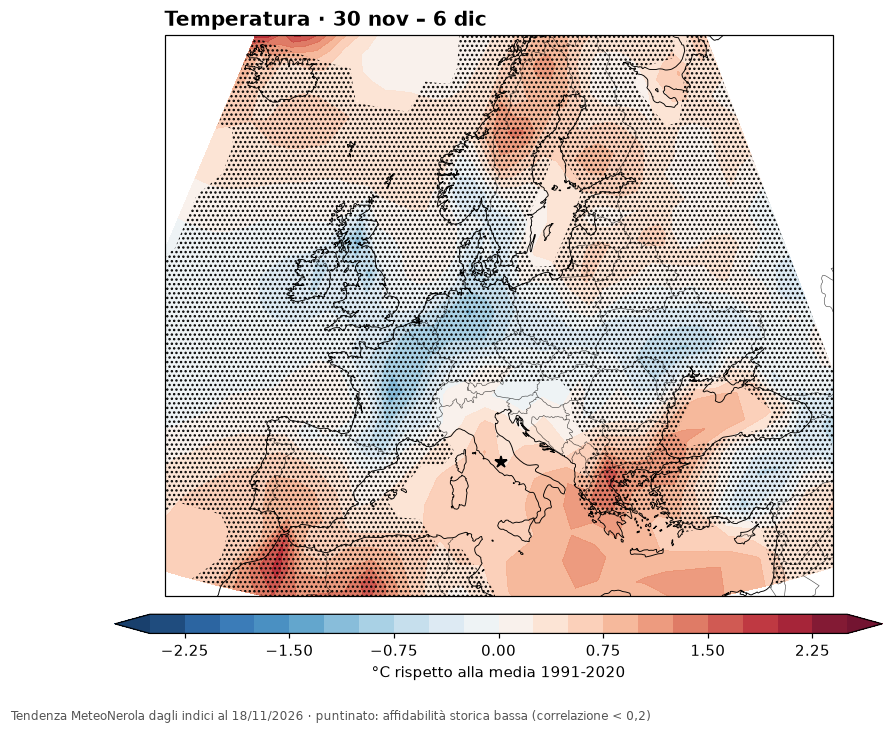 Temperatura · 30 nov – 6 dic
−2.25 −1.50 −0.75 0.00 0.75 1.50 2.25
°C rispetto alla media 1991-2020
Tendenza MeteoNerola dagli indici al 18/11/2026 · puntinato: affidabilità storica bassa (correlazione < 0,2)